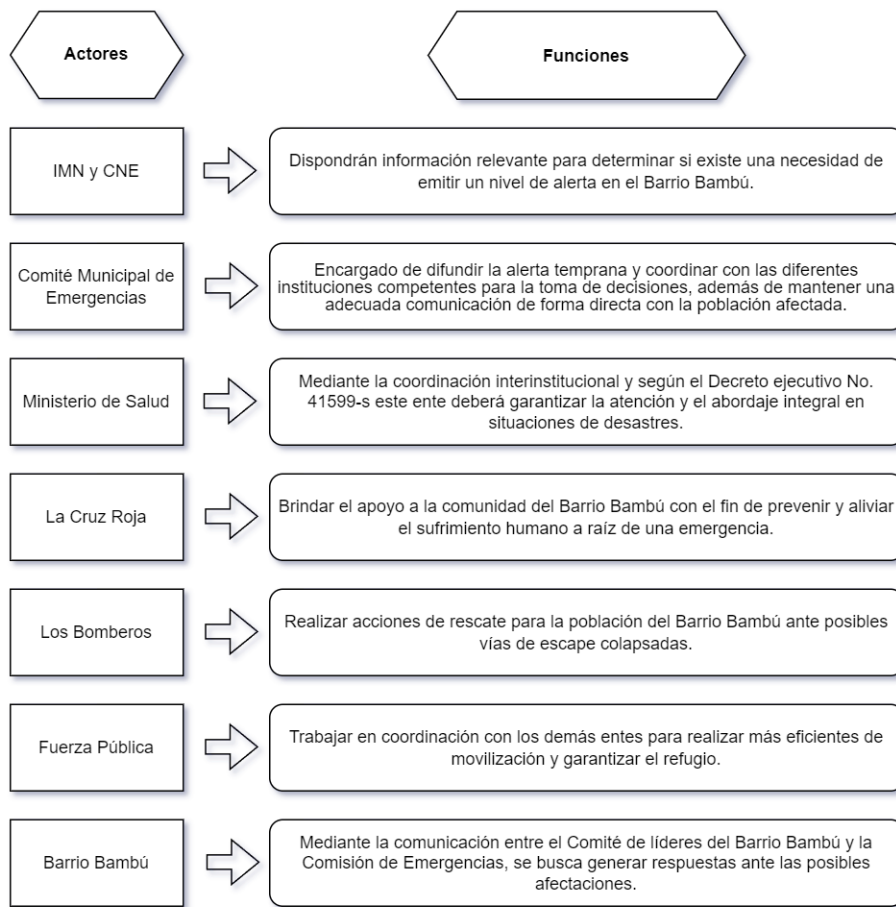 Actores
Funciones
IMN y CNE
Dispondrán información relevante para determinar si existe una necesidad de
emitir un nivel de alerta en el Barrio Bambú.
Comité Municipal de
Emergencias
Encargado de difundir la alerta temprana y coordinar con las diferentes
instituciones competentes para la toma de decisiones, además de mantener una
adecuada comunicación de forma directa con la población afectada.
Ministerio de Salud
Mediante la coordinación interinstitucional y según el Decreto ejecutivo No.
41599-s este ente deberá garantizar la atención y el abordaje integral en
situaciones de desastres.
La Cruz Roja
Brindar el apoyo a la comunidad del Barrio Bambú con el fin de prevenir y aliviar
el sufrimiento humano a raíz de una emergencia.
Los Bomberos
Realizar acciones de rescate para la población del Barrio Bambú ante posibles
vías de escape colapsadas.
Fuerza Pública
Trabajar en coordinación con los demás entes para realizar más eficientes de
movilización y garantizar el refugio.
Barrio Bambú
Mediante la comunicación entre el Comité de líderes del Barrio Bambú y la
Comisión de Emergencias, se busca generar respuestas ante las posibles
afectaciones.